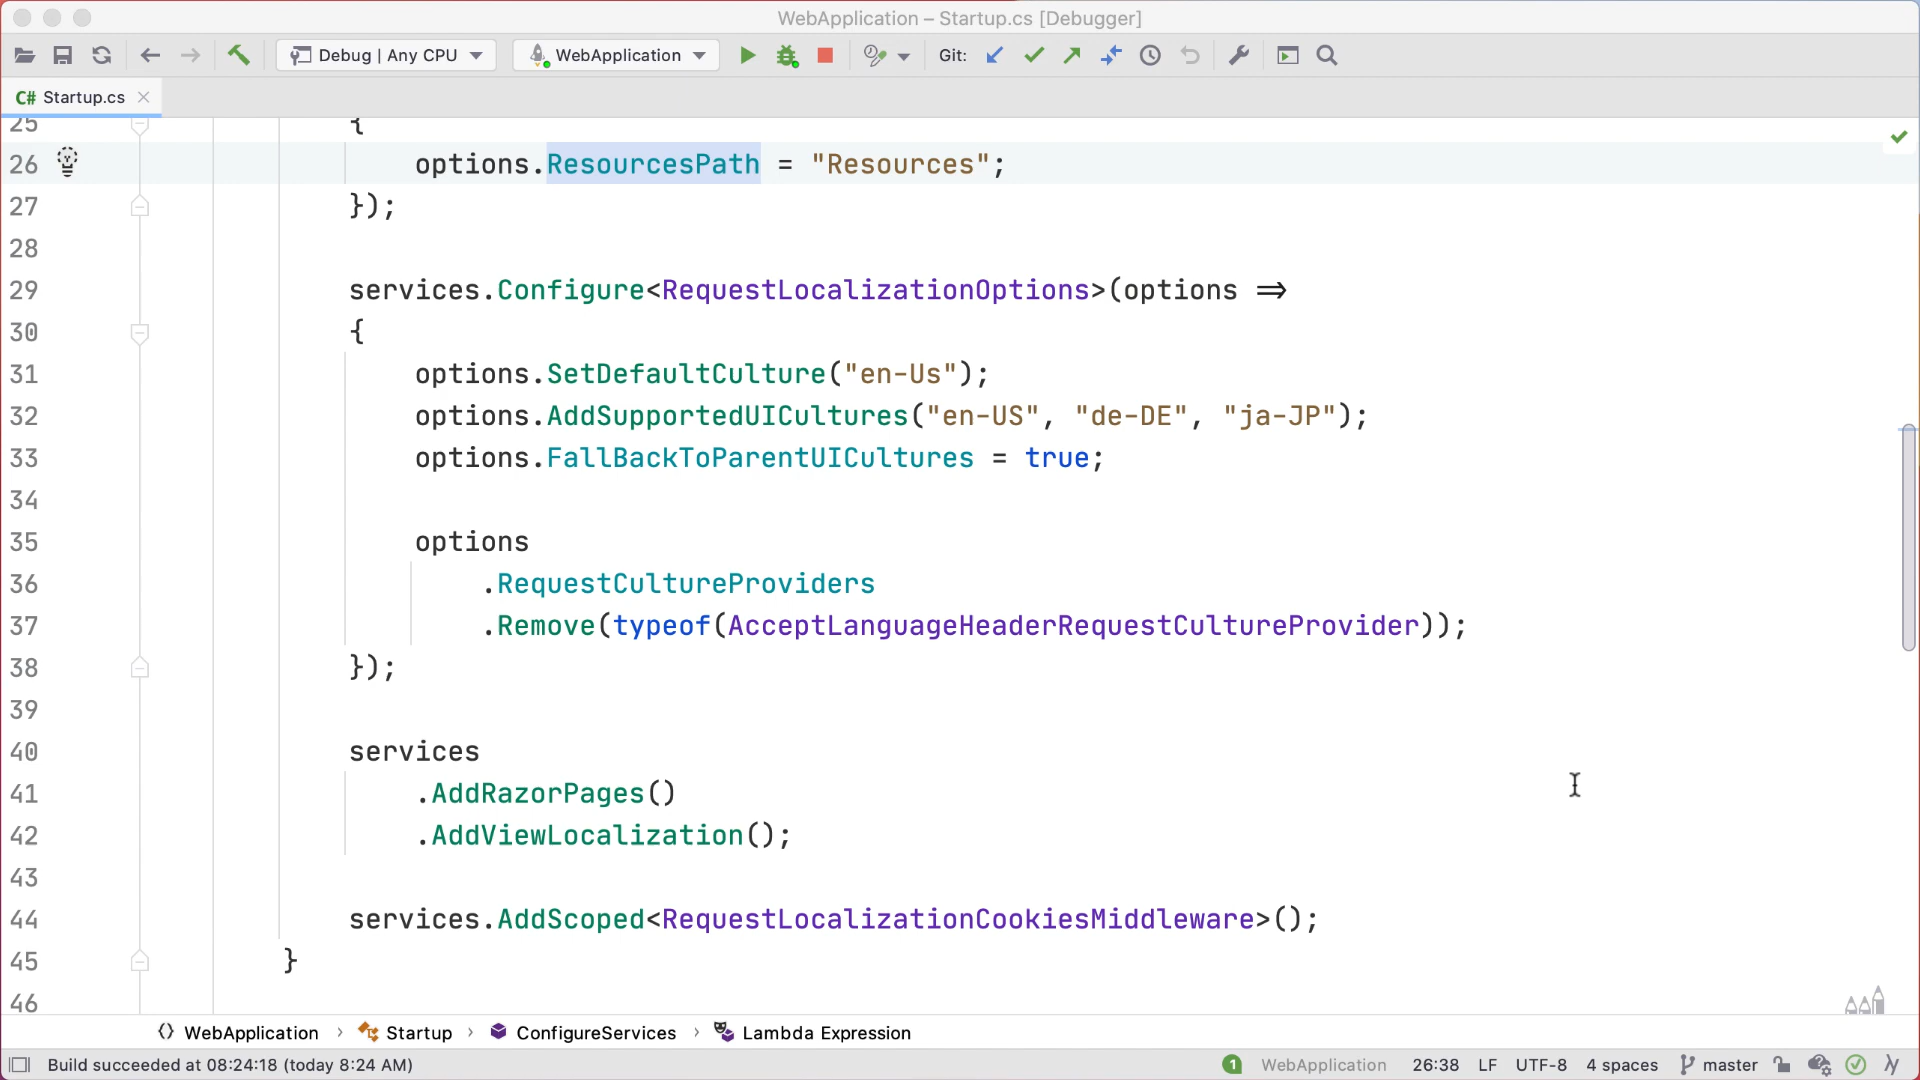 WebApplication – Startup.cs [Debugger]
Debug | Any CPU WebApplication Git:
C# Startup.cs
25 {
26 options.ResourcesPath = "Resources";
27 });
28
29 services.Configure<RequestLocalizationOptions>(options =>
30 {
31 options.SetDefaultCulture("en-Us");
32 options.AddSupportedUICultures("en-US", "de-DE", "ja-JP");
33 options.FallBackToParentUICultures = true;
34
35 options
36 .RequestCultureProviders
37 .Remove(typeof(AcceptLanguageHeaderRequestCultureProvider));
38 });
39
40 services
41 .AddRazorPages()
42 .AddViewLocalization();
43
44 services.AddScoped<RequestLocalizationCookiesMiddleware>();
45 }
46
WebApplication › Startup › ConfigureServices › Lambda Expression
Build succeeded at 08:24:18 (today 8:24 AM) 1 WebApplication 26:38 LF UTF-8 4 spaces master